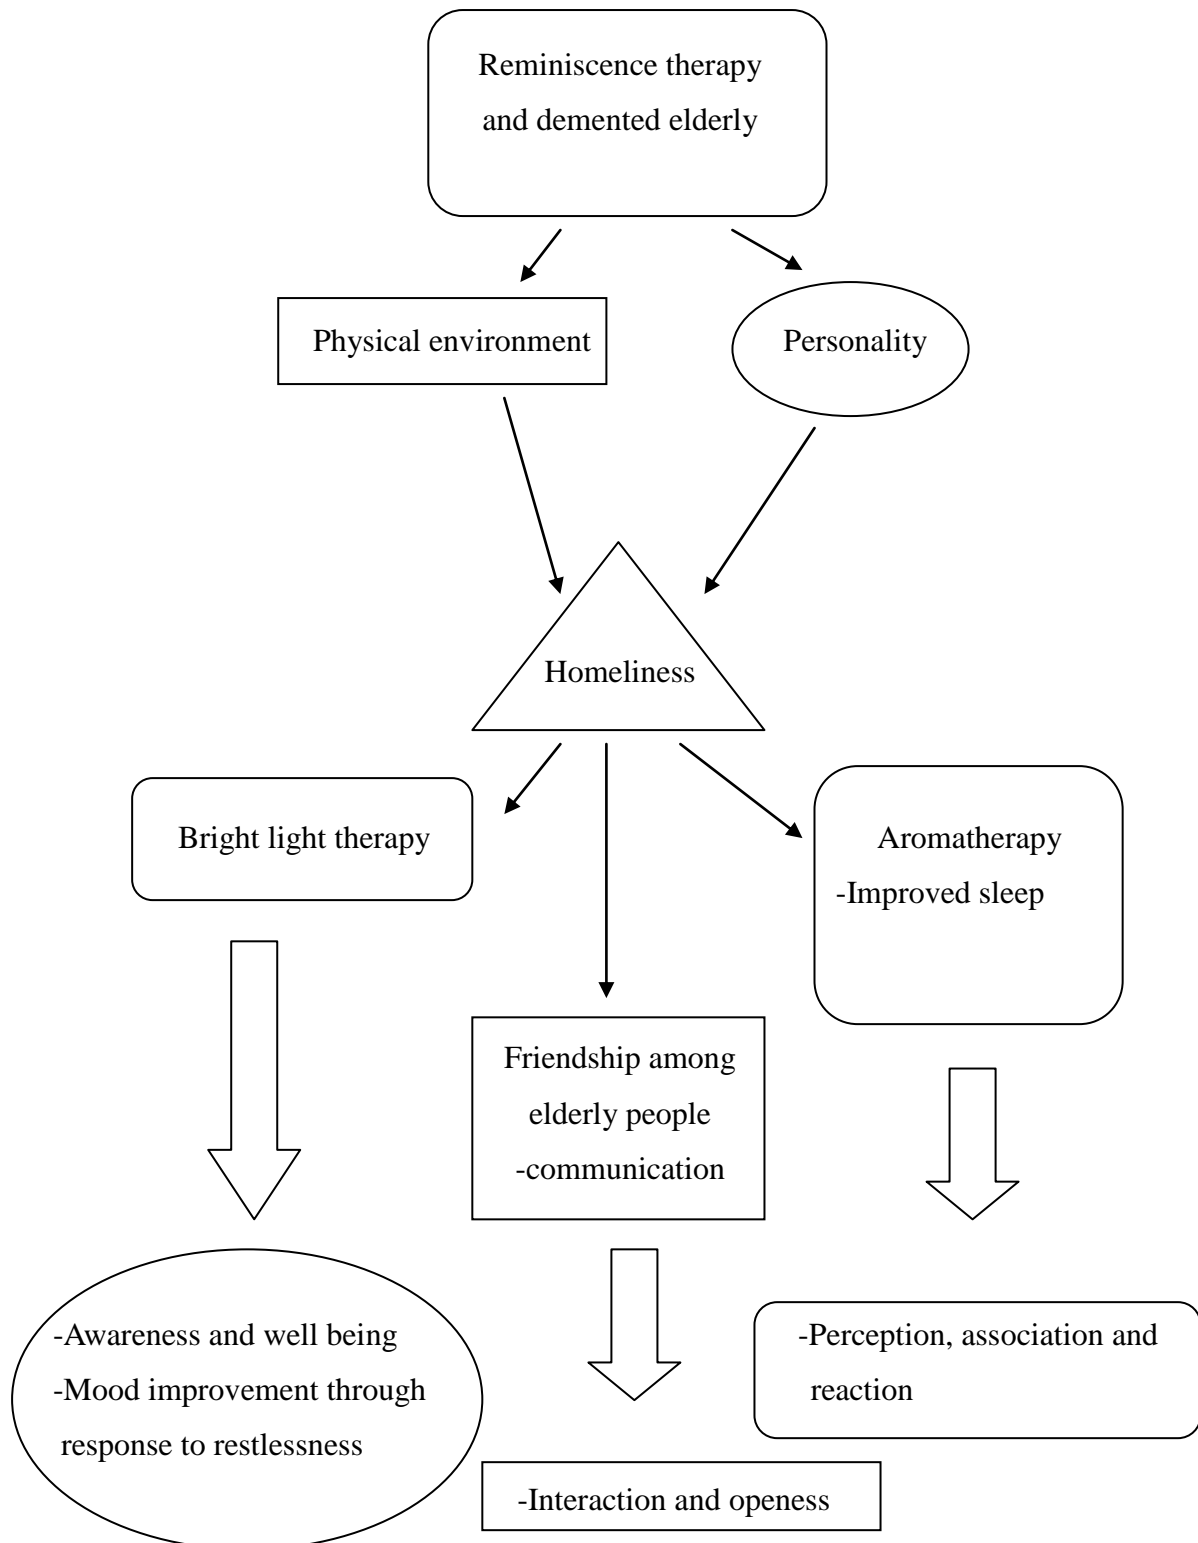 Reminiscence therapy
and demented elderly
Physical environment
Personality
Homeliness
Bright light therapy
Aromatherapy
-Improved sleep
Friendship among
elderly people
-communication
-Awareness and well being
-Mood improvement through
response to restlessness
-Perception, association and
reaction
-Interaction and openess